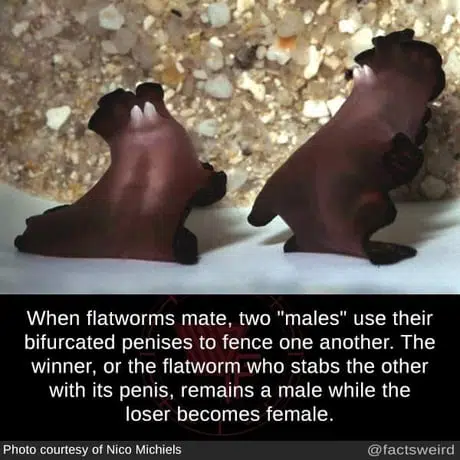 When flatworms mate, two "males" use their
bifurcated penises to fence one another. The
winner, or the flatworm who stabs the other
with its penis, remains a male while the
loser becomes female.
Photo courtesy of Nico Michiels
@factsweird